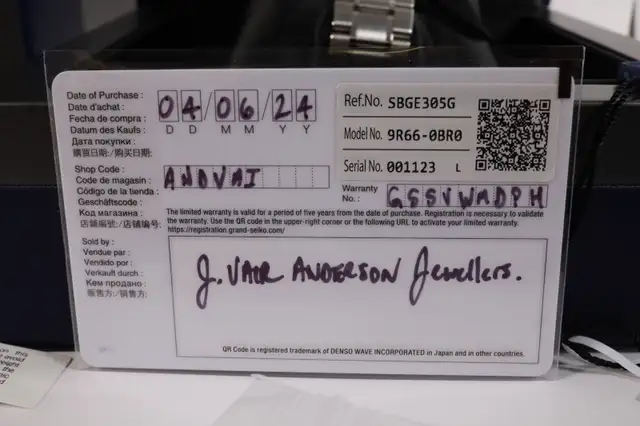 Date of Purchase :
Date d'achat :
Fecha de compra :
Datum des Kaufs :
Дата покупки :
購買日期:/购买日期:
04/06/24
D D M M Y Y
Ref.No. SBGE305G
Model No. 9R66-0BR0
Serial No. 001123 L
Shop Code :
Code de magasin :
Código de la tienda :
Geschäftscode :
Код магазина :
店鋪編號:/店铺编号:
ANDVAI
Warranty
No. :
GSSVWMDPH
The limited warranty is valid for a period of five years from the date of purchase. Registration is necessary to validate
the warranty. Use the QR code in the upper-right corner or the following URL to activate your limited warranty.
https://registration.grand-seiko.com/
Sold by :
Vendue par :
Vendido por :
Verkauft durch :
Кем продано :
販售方:/销售方:
J. VAIR ANDERSON Jewellers.
QR Code is registered trademark of DENSO WAVE INCORPORATED in Japan and in other countries.